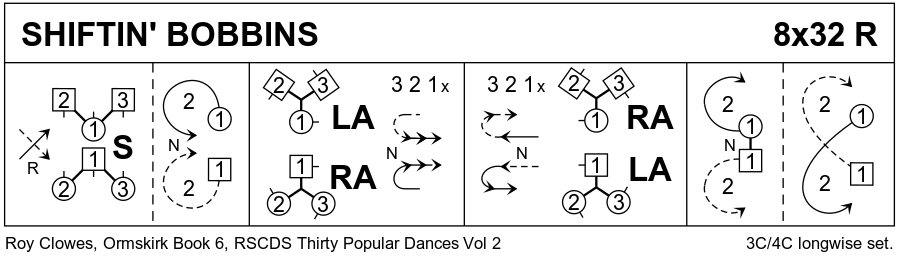 SHIFTIN' BOBBINS 8x32 R
2 3 1 S 1 2 3 R
2 1 N 2 1
2 3 1 LA 3 2 1x
1 2 3 RA N
3 2 1x 2 3 1 RA
N 1 2 3 LA
2 1 N 1 2
2 1 2 1
Roy Clowes, Ormskirk Book 6, RSCDS Thirty Popular Dances Vol 2 3C/4C longwise set.